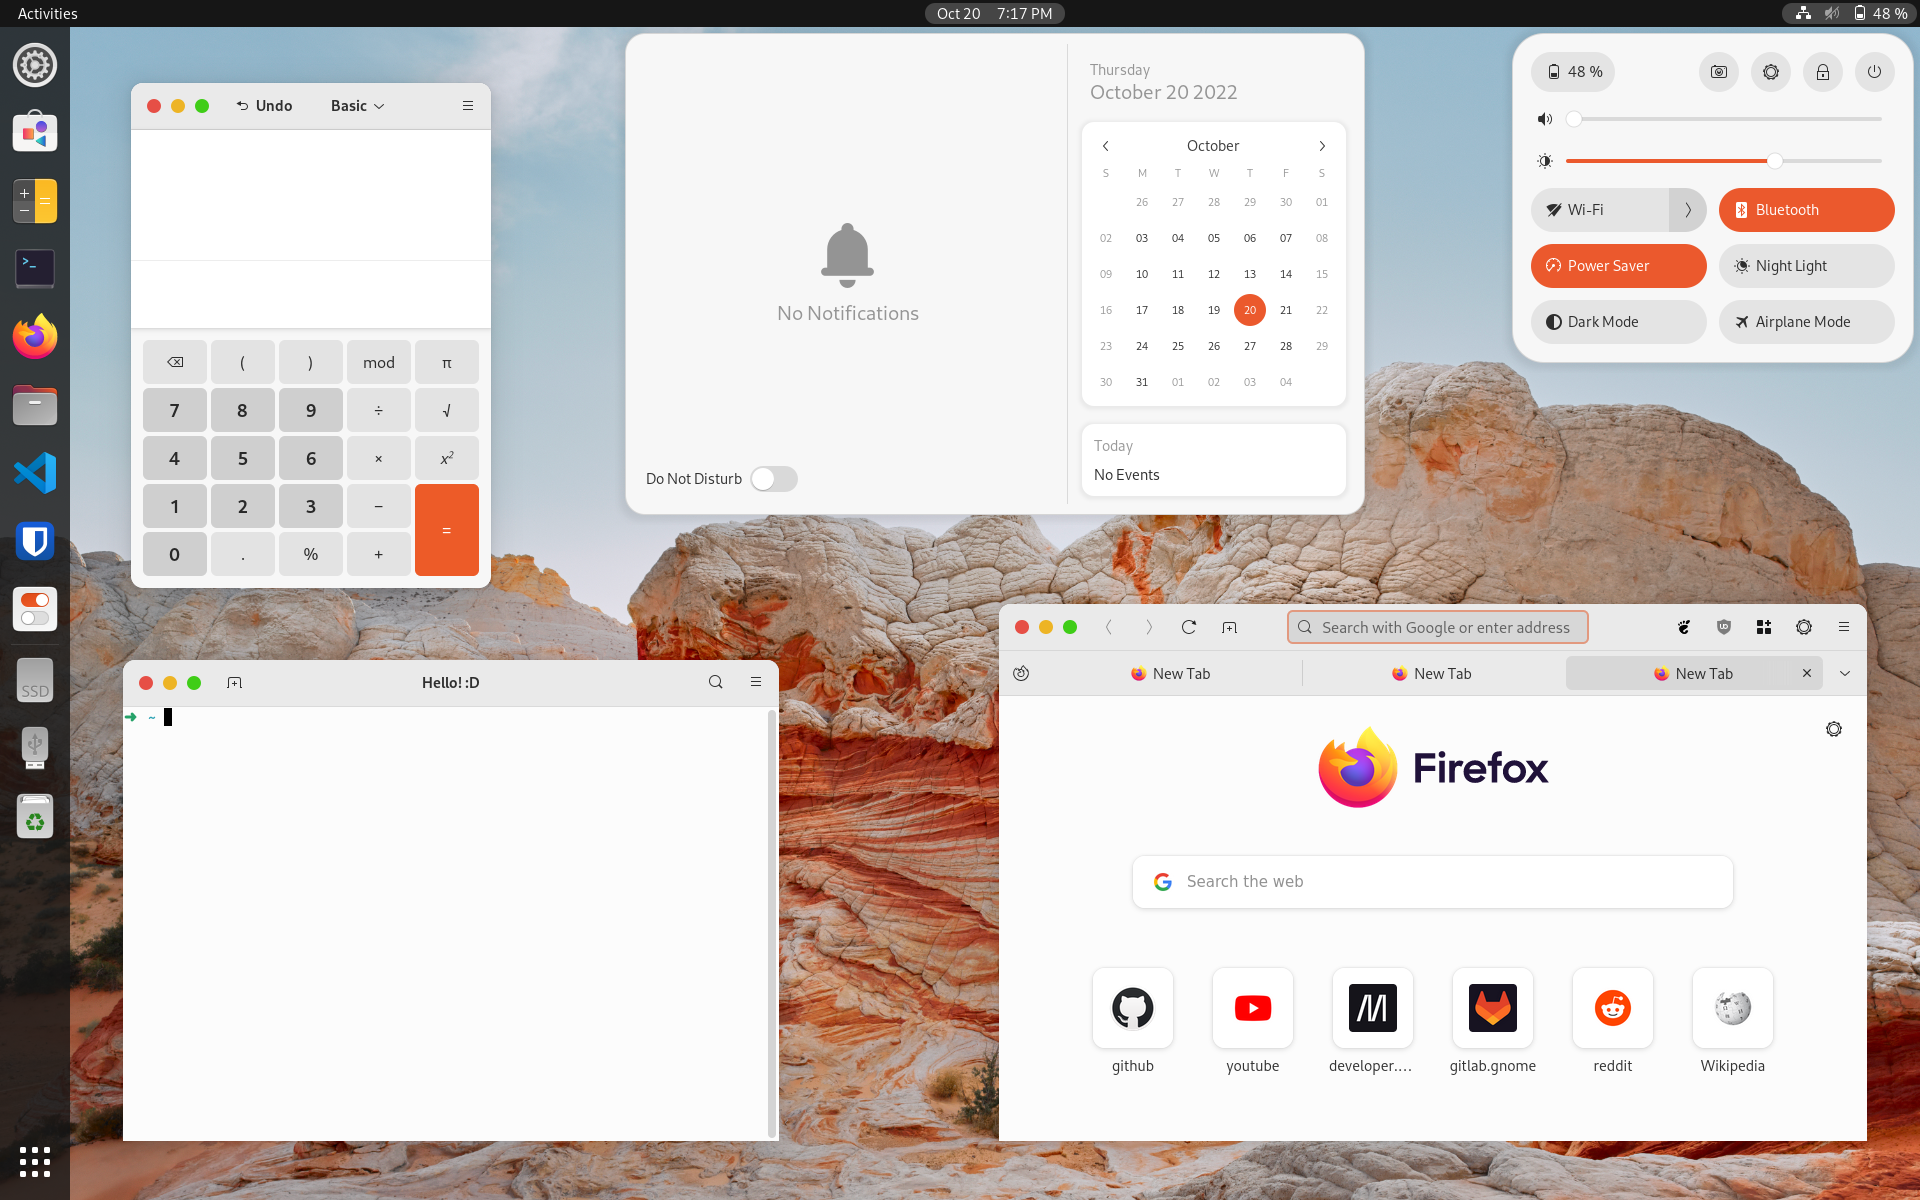 Activities
Oct 20 7:17 PM
48 %
Undo
Basic
( ) mod π
7 8 9 ÷ √
4 5 6 × x²
1 2 3 −
=
0 . % +
No Notifications
Do Not Disturb
Thursday
October 20 2022
October
S M T W T F S
26 27 28 29 30 01
02 03 04 05 06 07 08
09 10 11 12 13 14 15
16 17 18 19 20 21 22
23 24 25 26 27 28 29
30 31 01 02 03 04
Today
No Events
48 %
Wi-Fi
Bluetooth
Power Saver
Night Light
Dark Mode
Airplane Mode
+ − =
>_
SSD
Hello! :D
➜ ~
Search with Google or enter address
New Tab
New Tab
New Tab
Firefox
Search the web
github
youtube
developer....
gitlab.gnome
reddit
Wikipedia